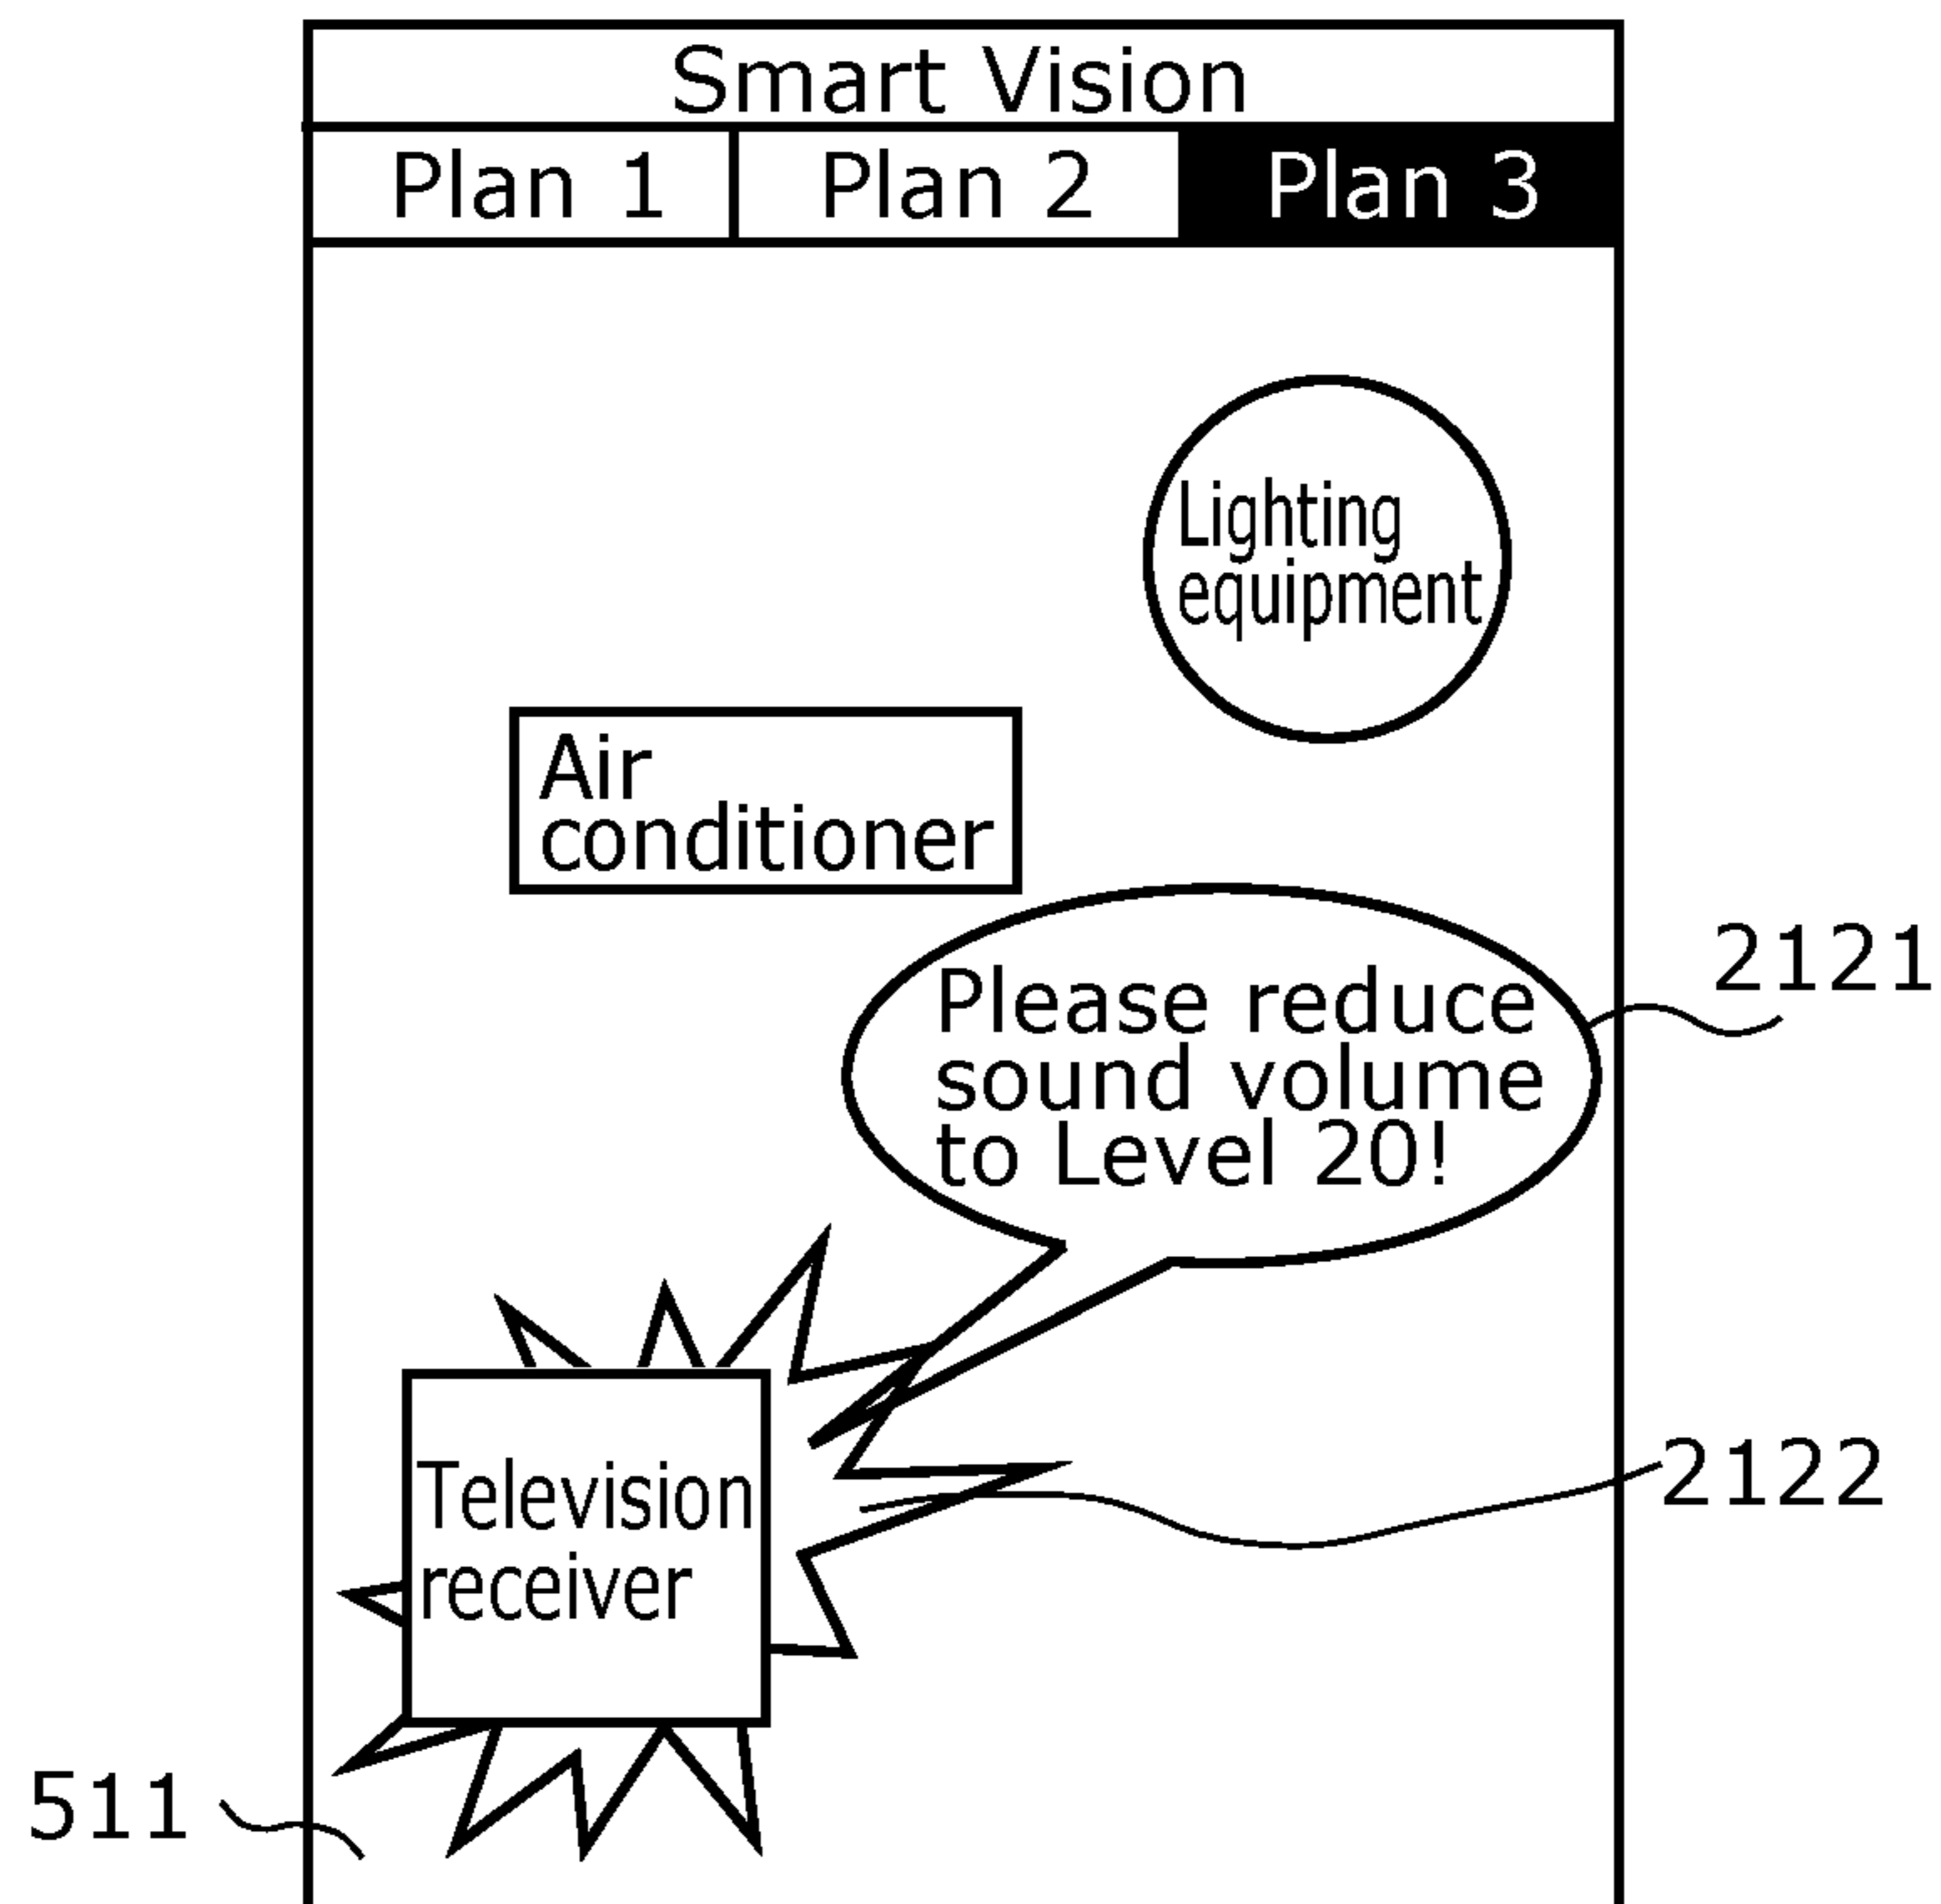 Smart Vision
Plan 1 Plan 2 Plan 3
Lighting
equipment
Air
conditioner
2121
Please reduce
sound volume
to Level 20!
2122
Television
receiver
511